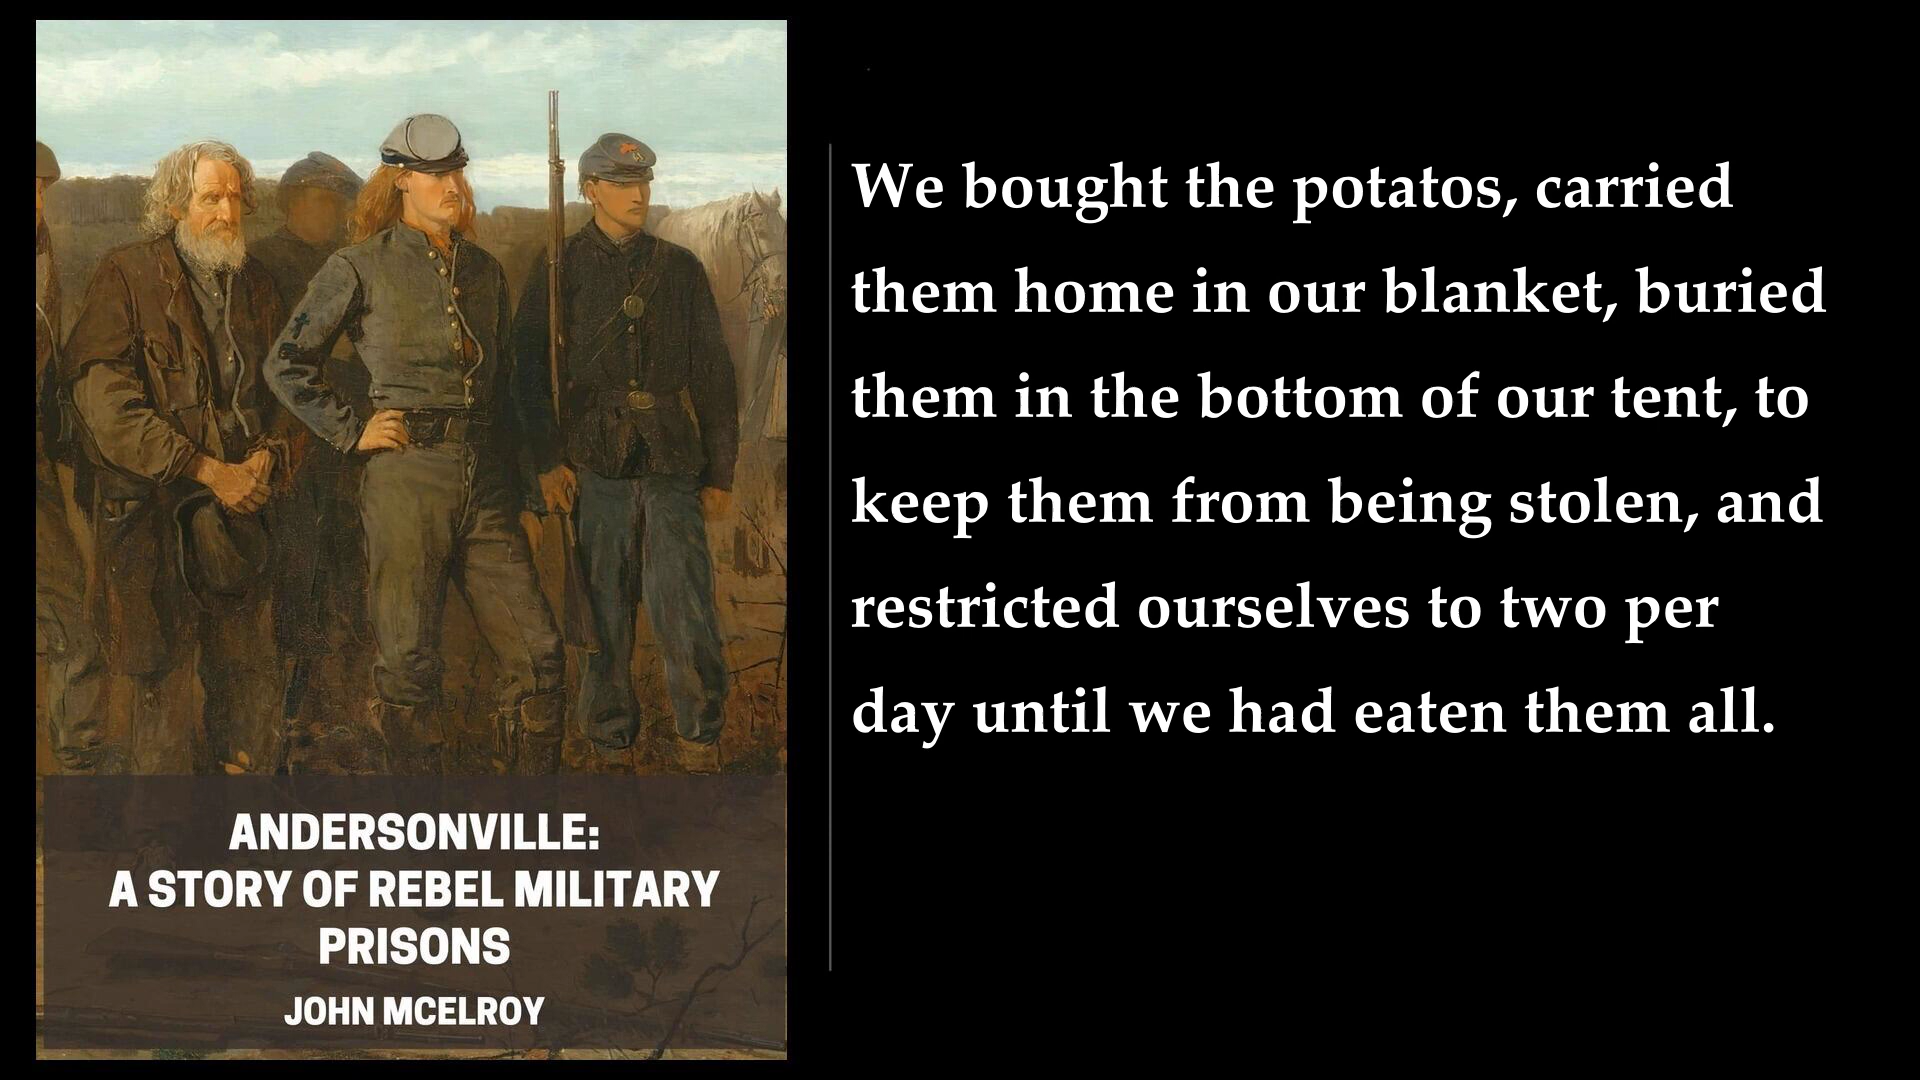 We bought the potatos, carried
them home in our blanket, buried
them in the bottom of our tent, to
keep them from being stolen, and
restricted ourselves to two per
day until we had eaten them all.
ANDERSONVILLE:
A STORY OF REBEL MILITARY
PRISONS
JOHN MCELROY